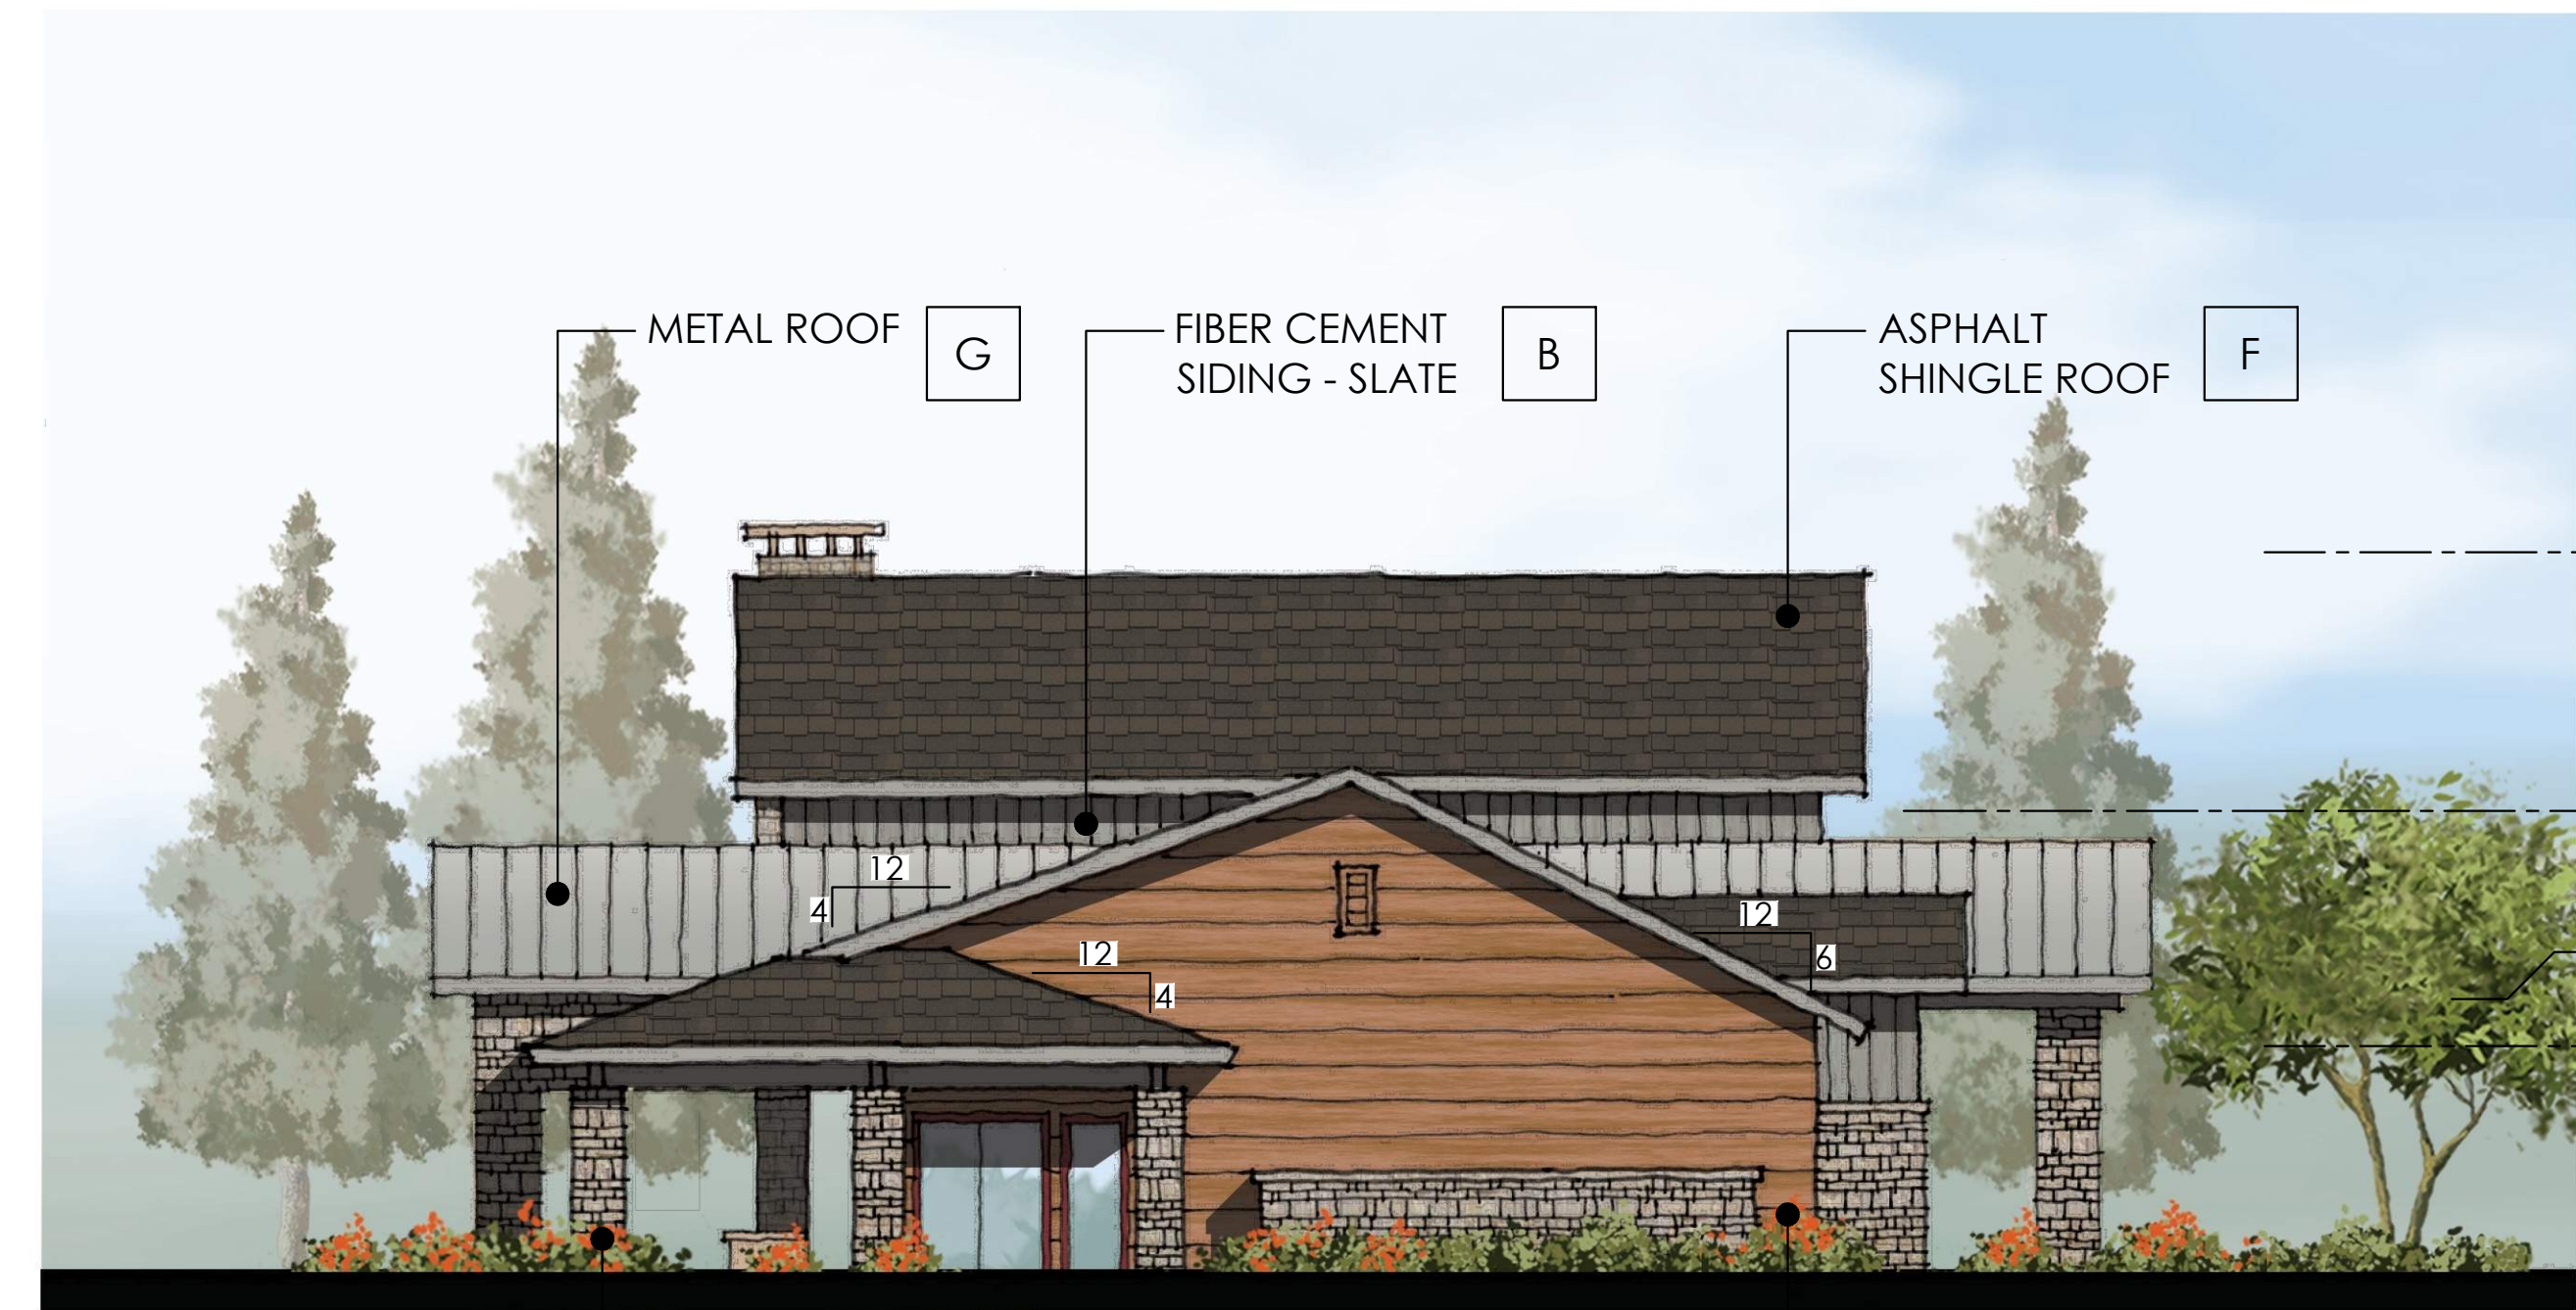 METAL ROOF
G
FIBER CEMENT
SIDING - SLATE
B
ASPHALT
SHINGLE ROOF
F
12
4
12
4
12
6